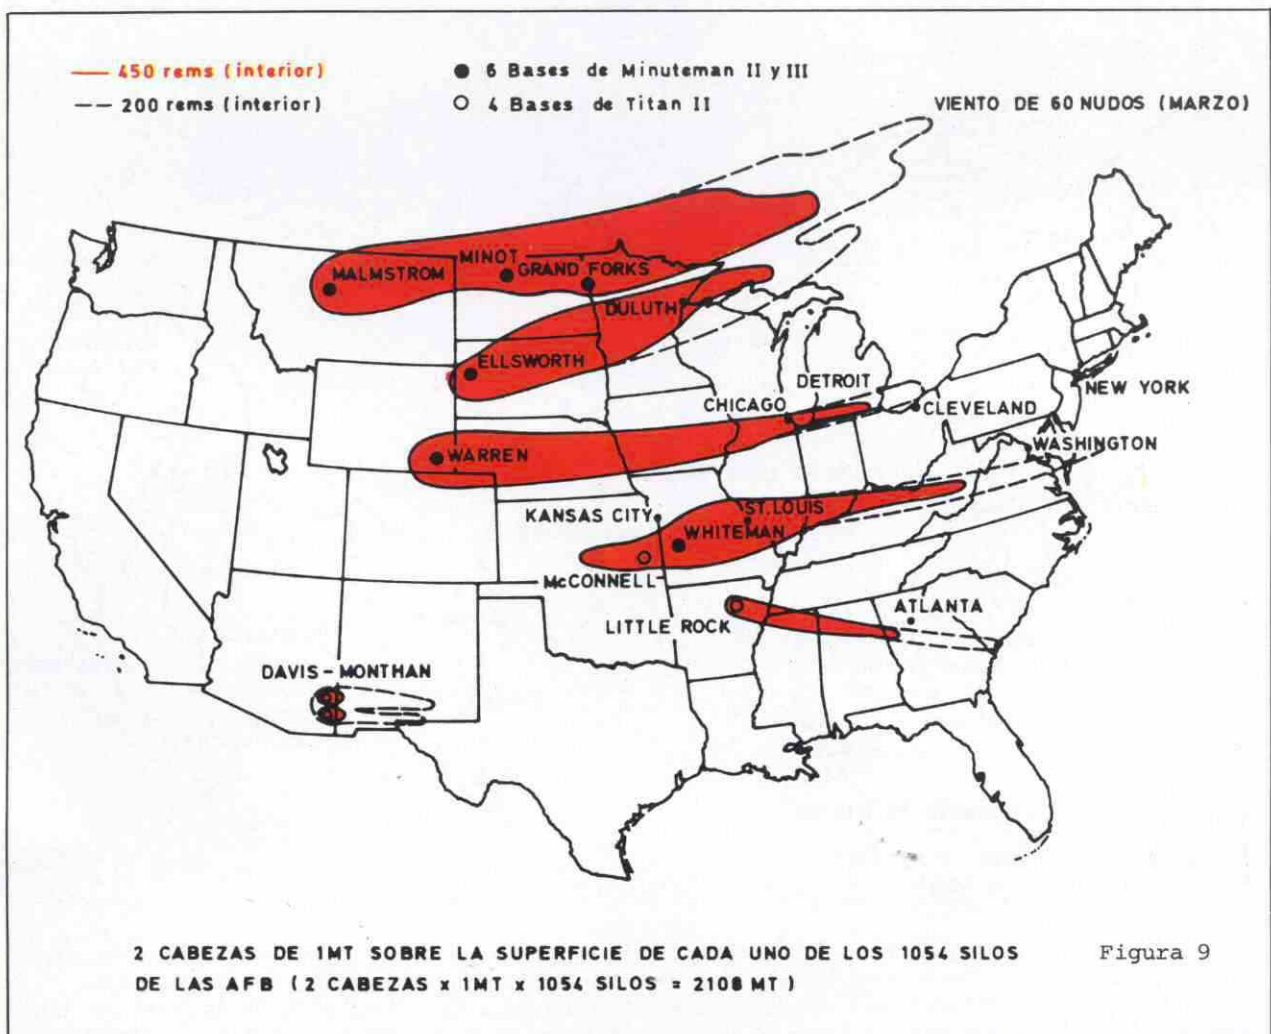 450 rems (interior)
200 rems (interior)
6 Bases de Minuteman II y III
4 Bases de Titan II
VIENTO DE 60 NUDOS (MARZO)
MINOT
MALMSTROM
GRAND FORKS
DULUTH
ELLSWORTH
DETROIT
CHICAGO
CLEVELAND
NEW YORK
WARREN
WASHINGTON
KANSAS CITY
ST. LOUIS
WHITEMAN
McCONNELL
ATLANTA
LITTLE ROCK
DAVIS - MONTHAN
2 CABEZAS DE 1MT SOBRE LA SUPERFICIE DE CADA UNO DE LOS 1054 SILOS
DE LAS AFB ( 2 CABEZAS x 1MT x 1054 SILOS = 2108 MT )
Figura 9